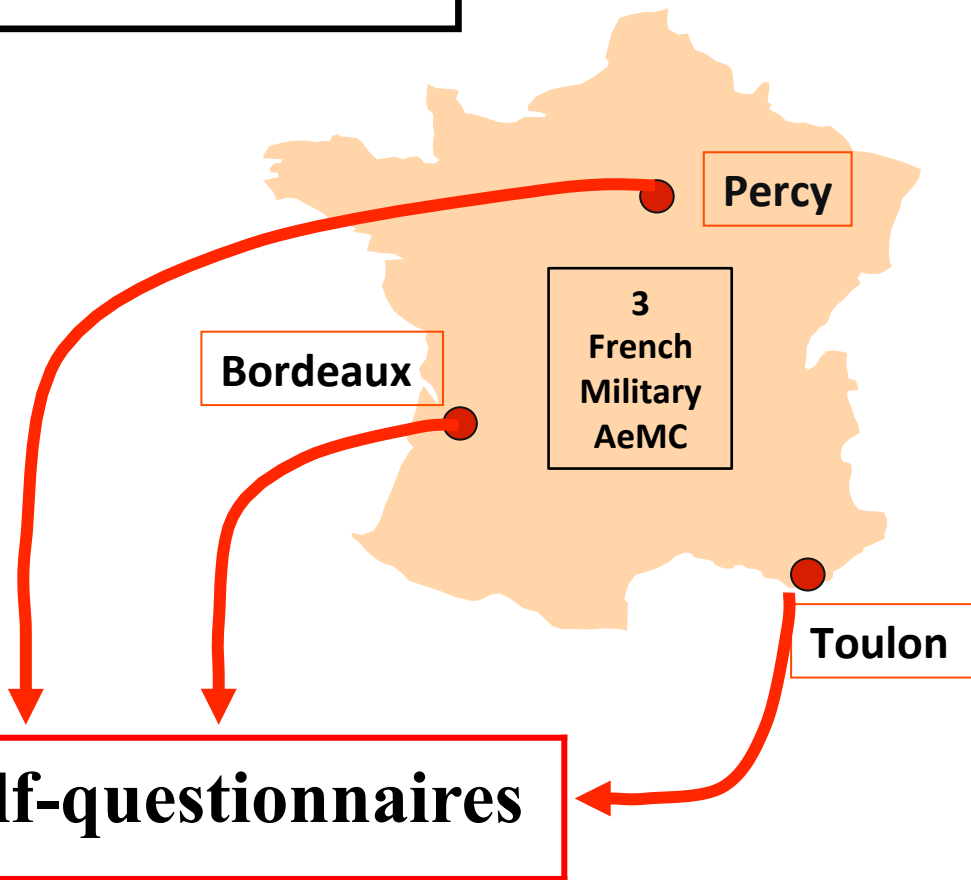 Percy
3
French
Military
AeMC
Bordeaux
Toulon
lf-questionnaires